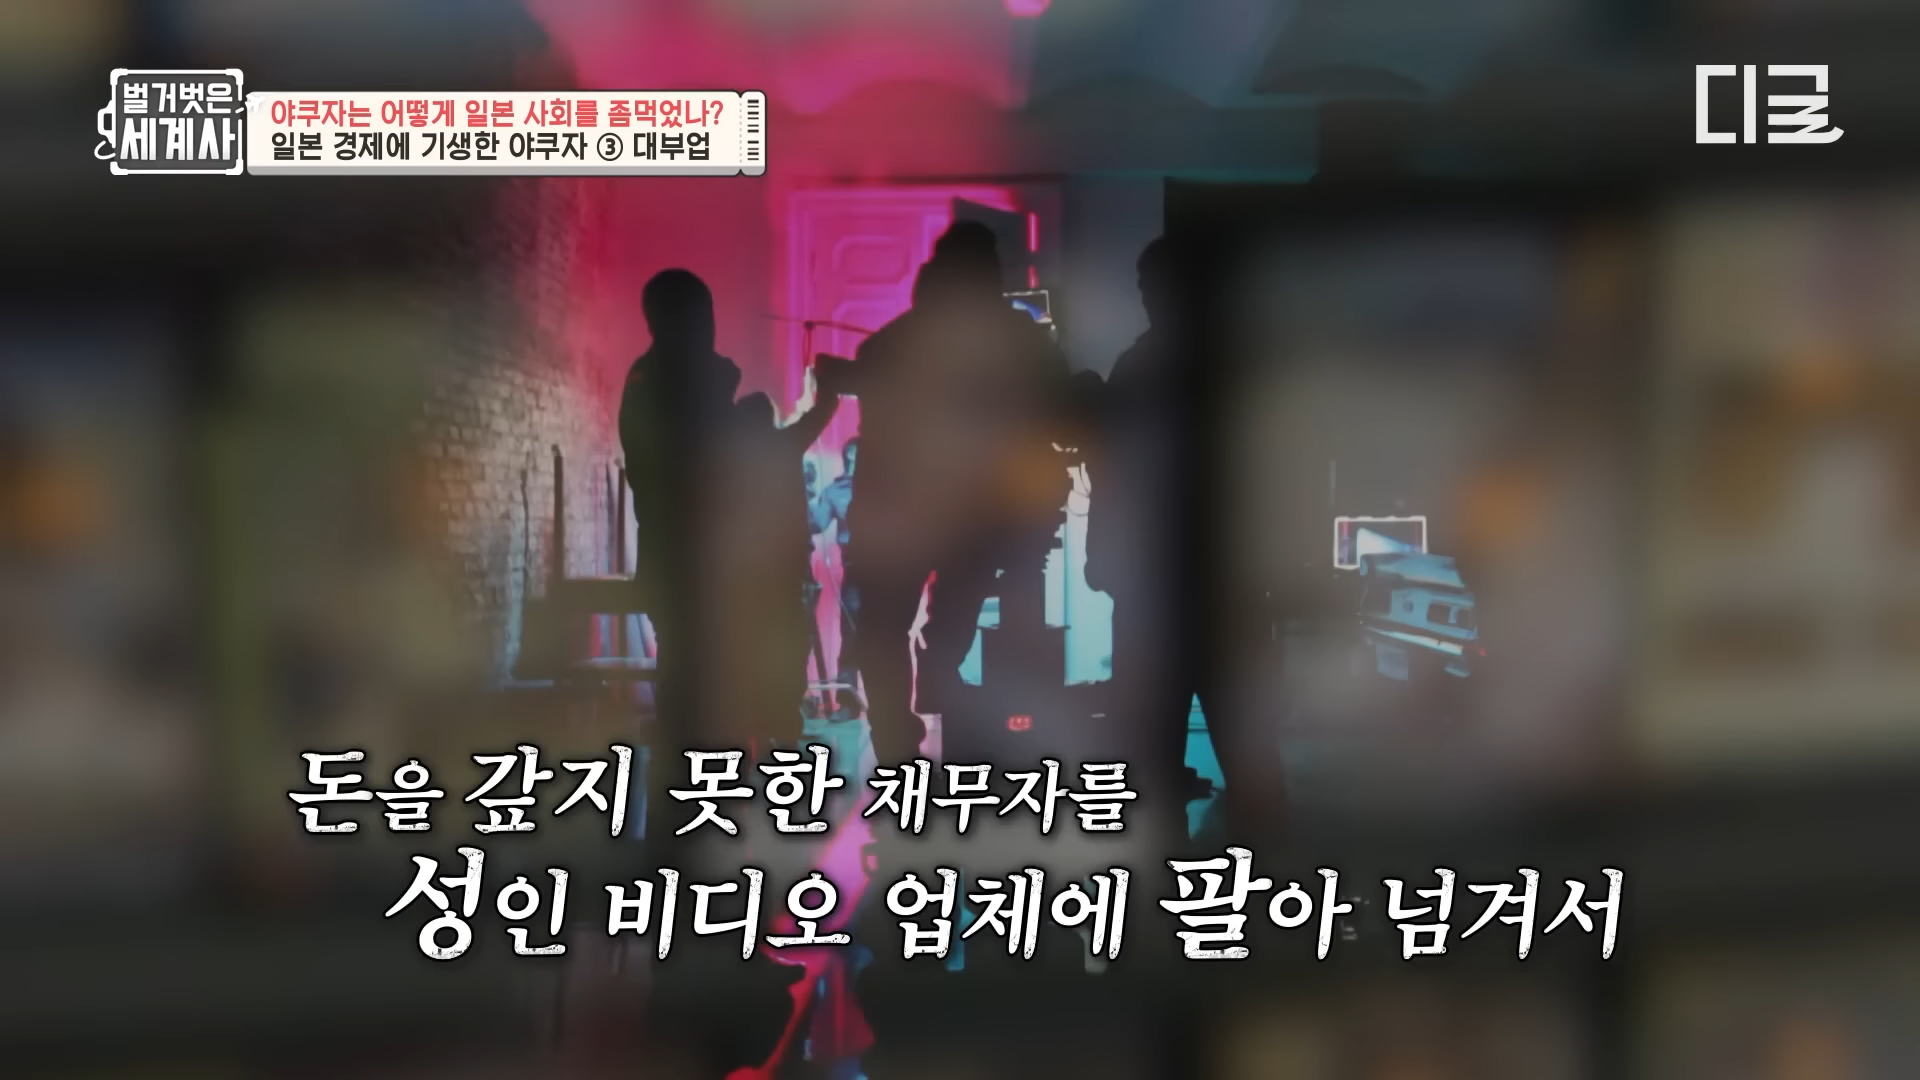 벌거벗은
세계사
야쿠자는 어떻게 일본 사회를 좀먹었나?
일본 경제에 기생한 야쿠자 ③ 대부업
디글
돈을 갚지 못한 채무자를
성인 비디오 업체에 팔아 넘겨서